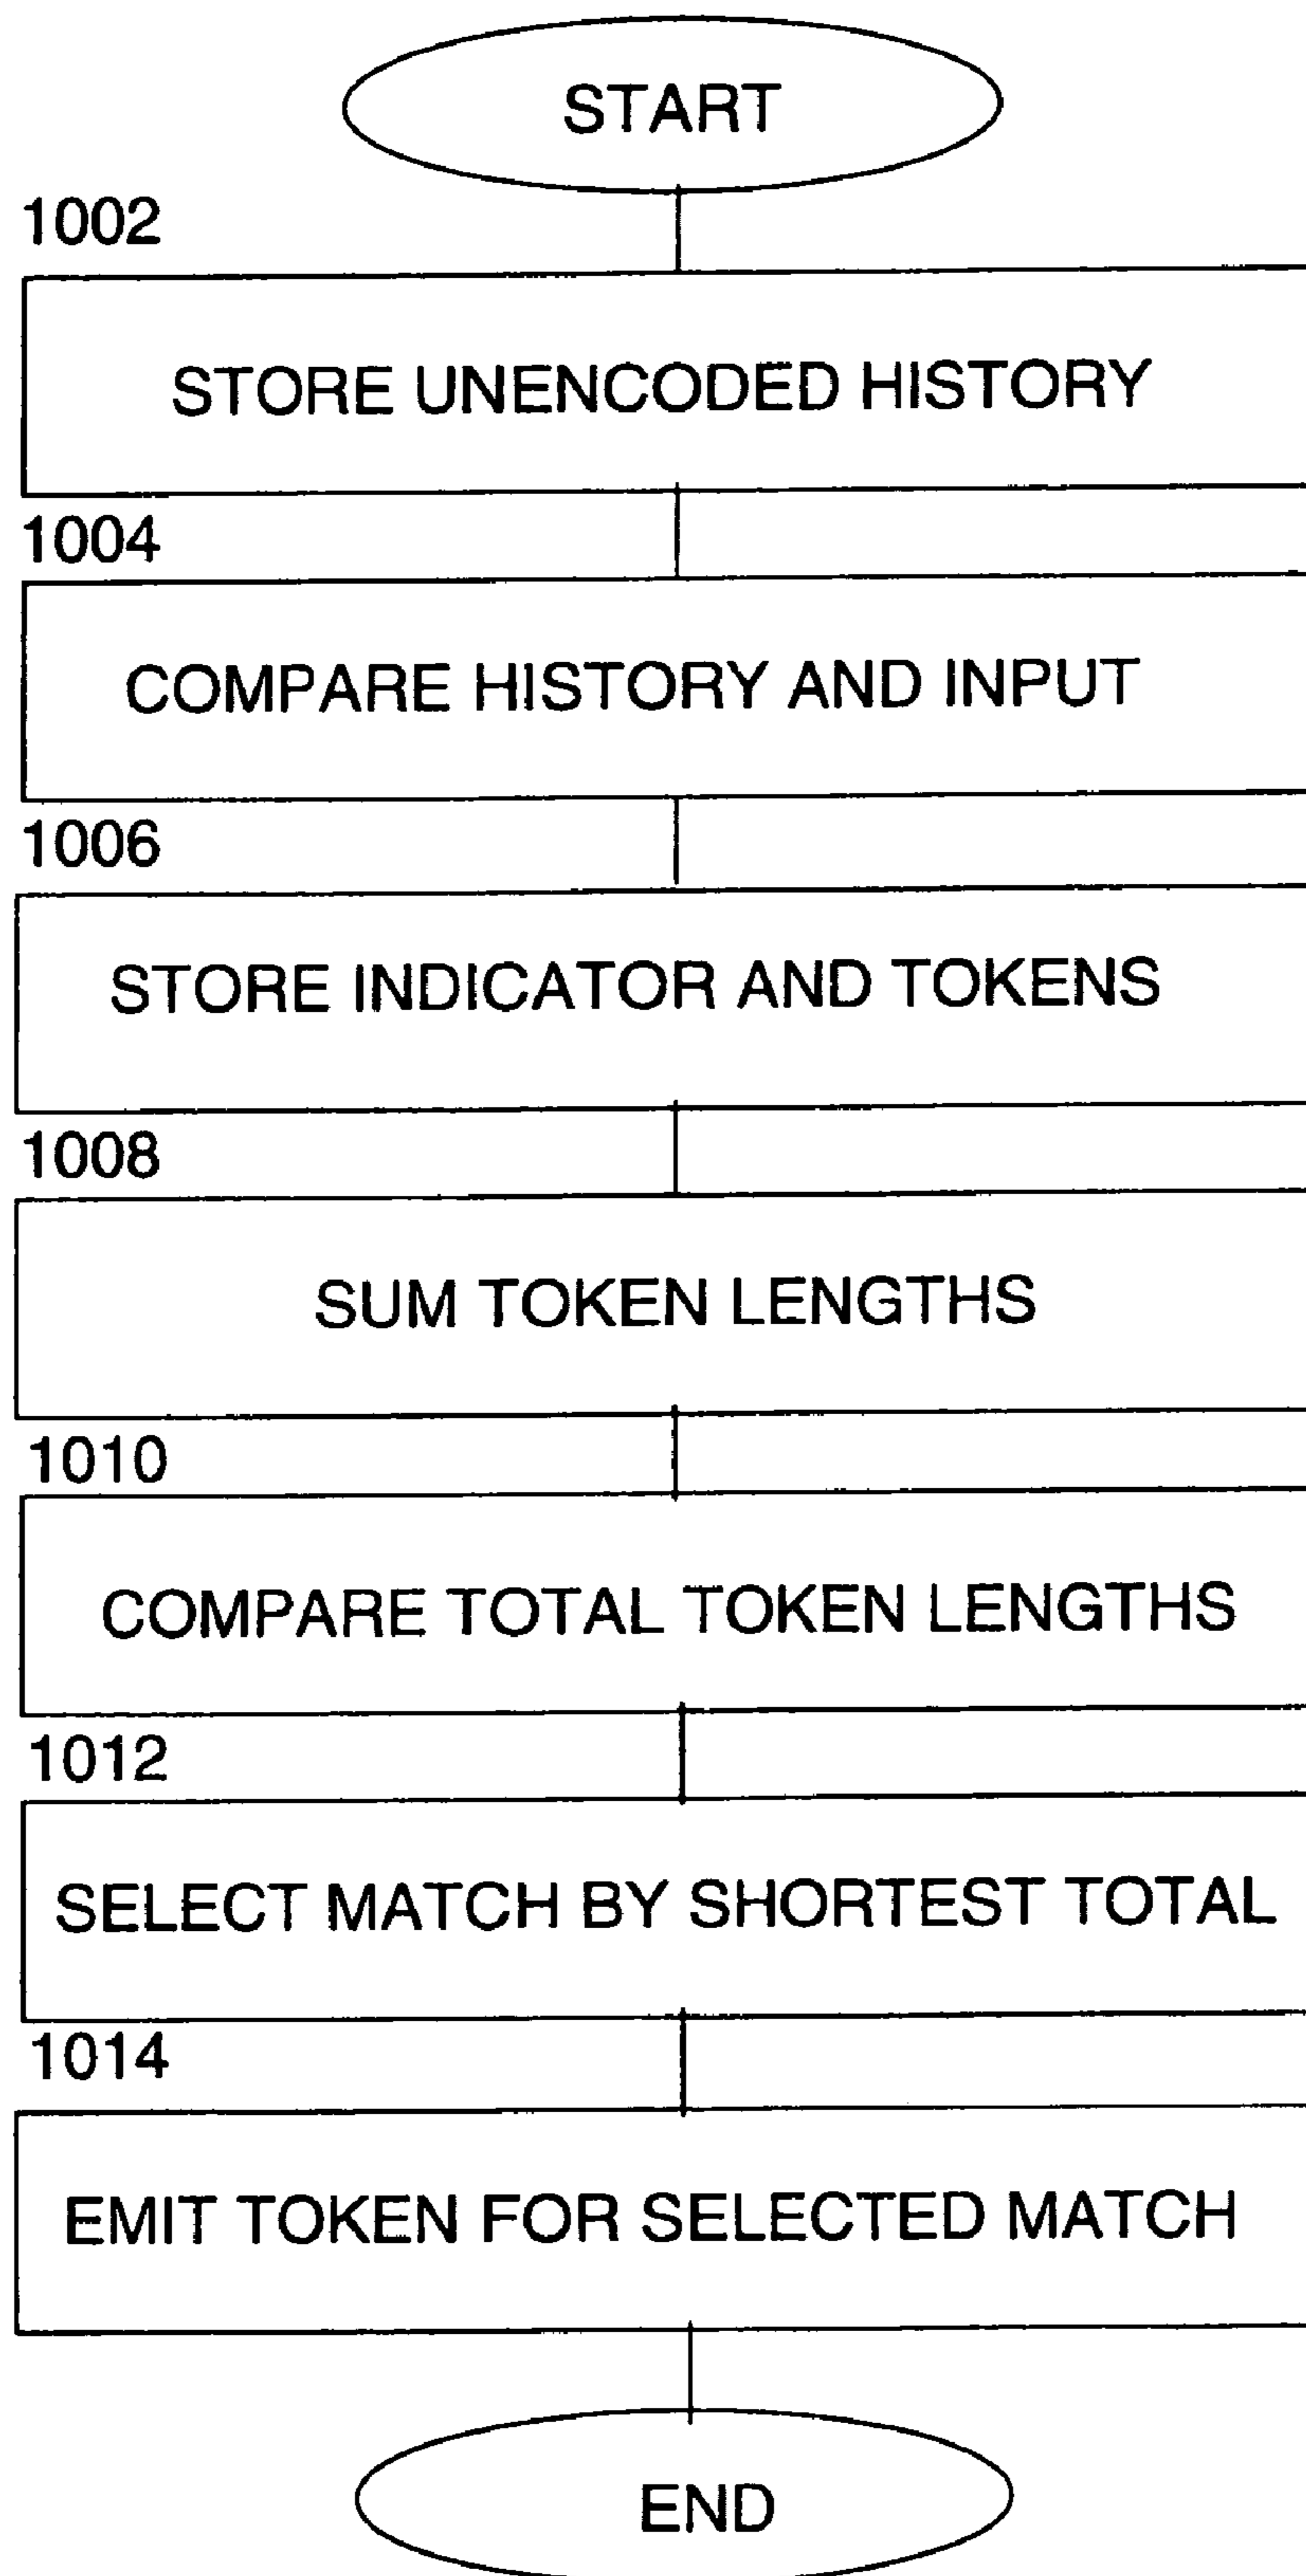 START
1002
STORE UNENCODED HISTORY
1004
COMPARE HISTORY AND INPUT
1006
STORE INDICATOR AND TOKENS
1008
SUM TOKEN LENGTHS
1010
COMPARE TOTAL TOKEN LENGTHS
1012
SELECT MATCH BY SHORTEST TOTAL
1014
EMIT TOKEN FOR SELECTED MATCH
END